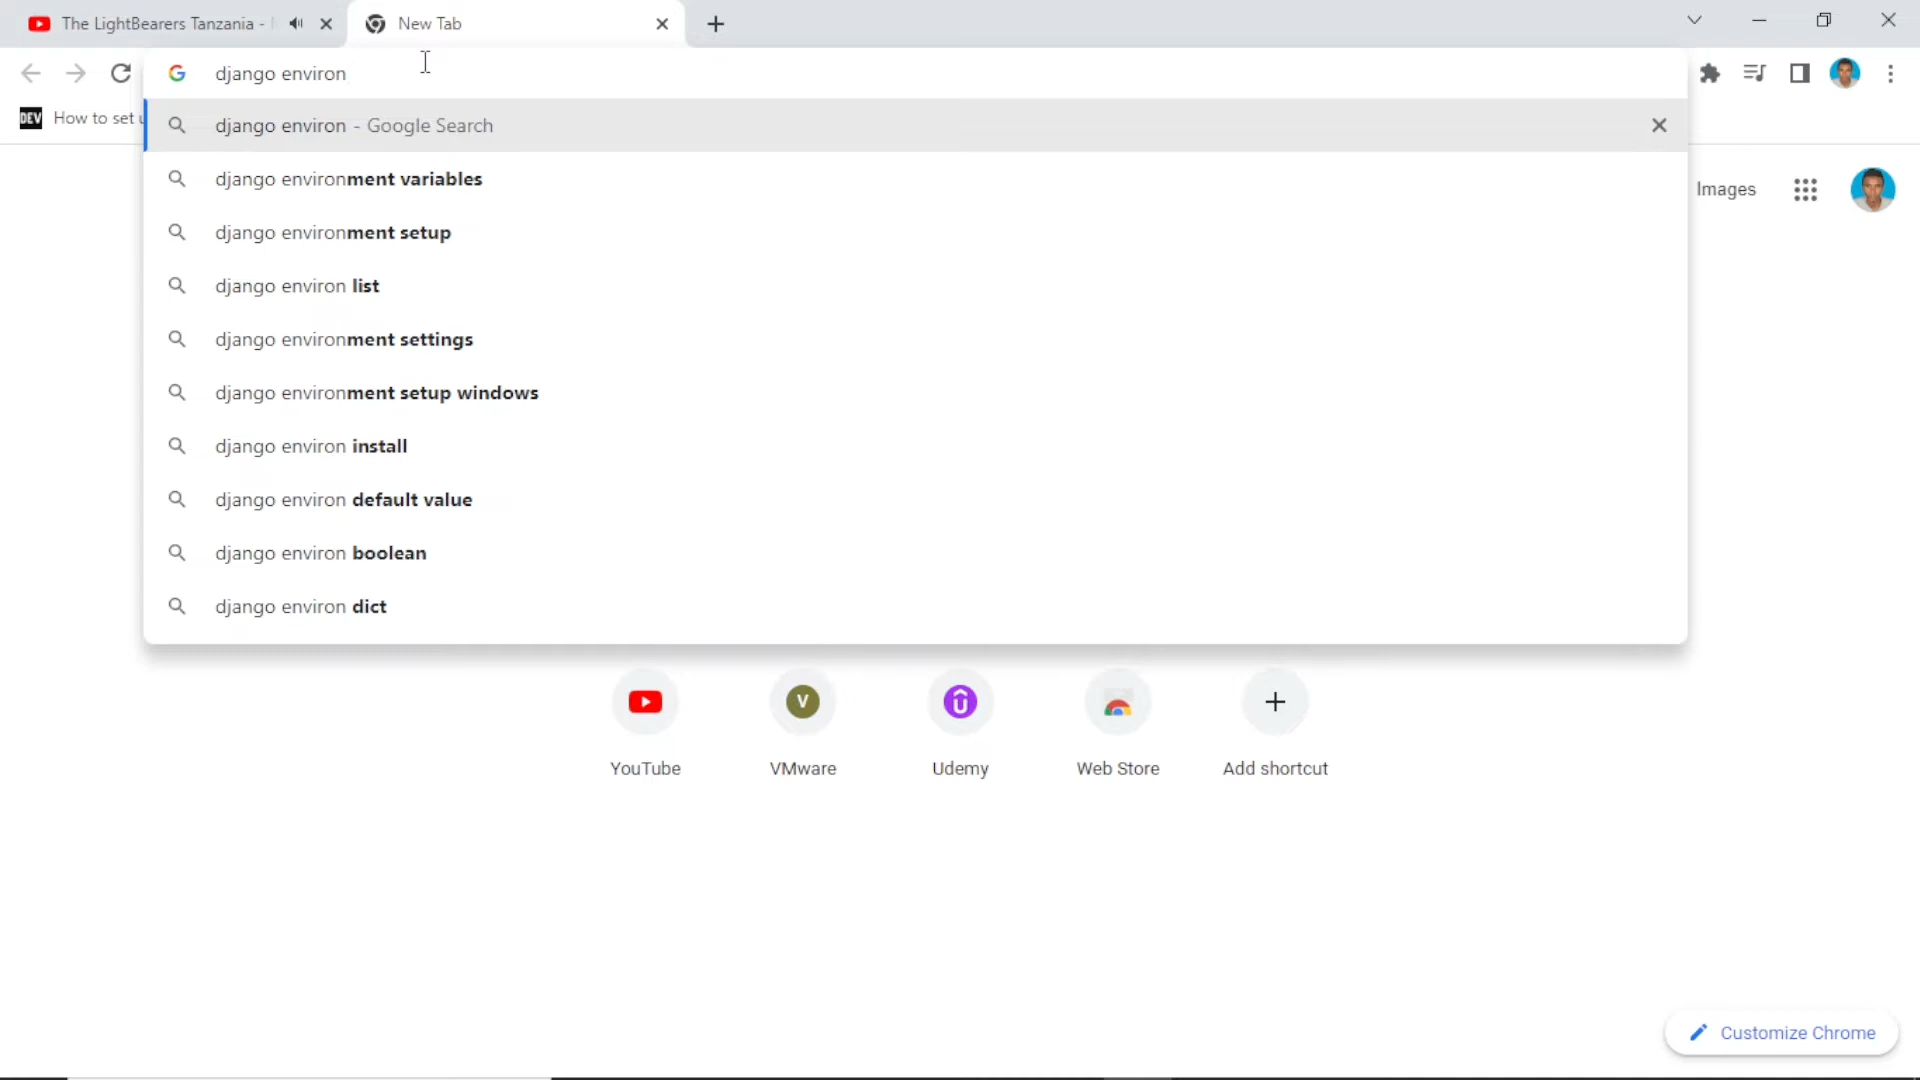 The LightBearers Tanzania -
New Tab
django environ
DEV How to set u
django environ - Google Search
django environment variables
django environment setup
django environ list
django environment settings
django environment setup windows
django environ install
django environ default value
django environ boolean
django environ dict
Images
V
YouTube
VMware
Udemy
Web Store
Add shortcut
Customize Chrome